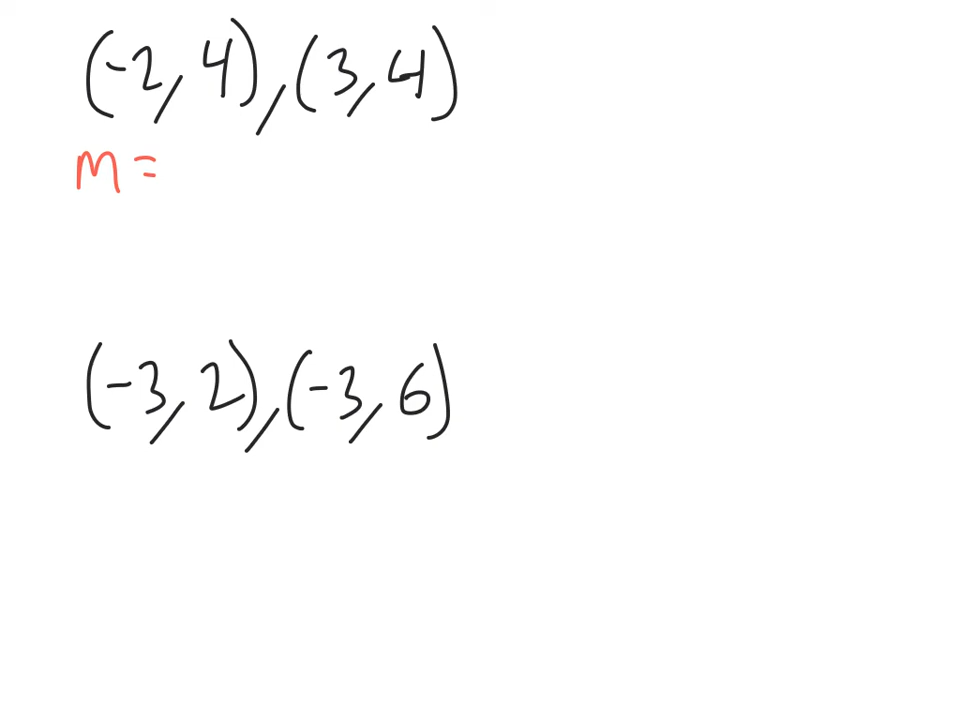 (-2, 4), (3, 4)
m =
(-3, 2), (-3, 6)